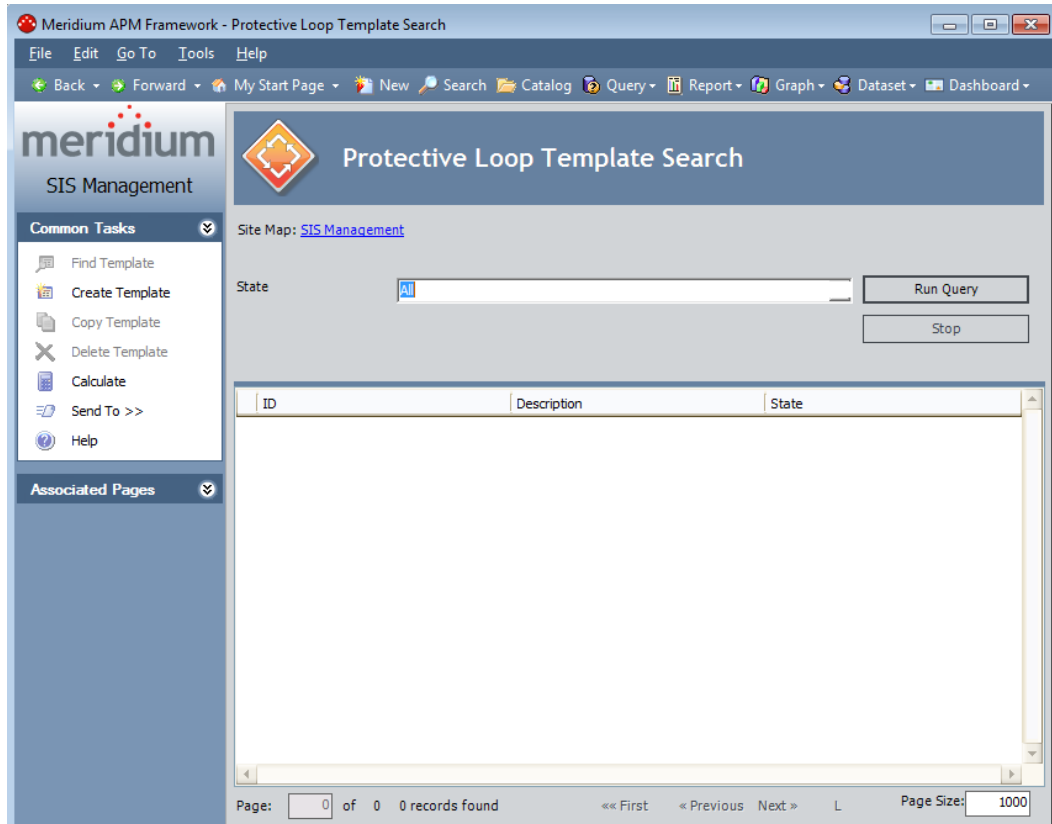 Meridium APM Framework - Protective Loop Template Search
File Edit Go To Tools Help
Back Forward My Start Page New Search Catalog Query Report Graph Dataset Dashboard
meridium
SIS Management
Protective Loop Template Search
Common Tasks
Find Template
Create Template
Copy Template
Delete Template
Calculate
Send To >>
Help
Associated Pages
Site Map: SIS Management
State All Run Query
Stop
ID Description State
Page: 0 of 0 0 records found «« First « Previous Next » L Page Size: 1000